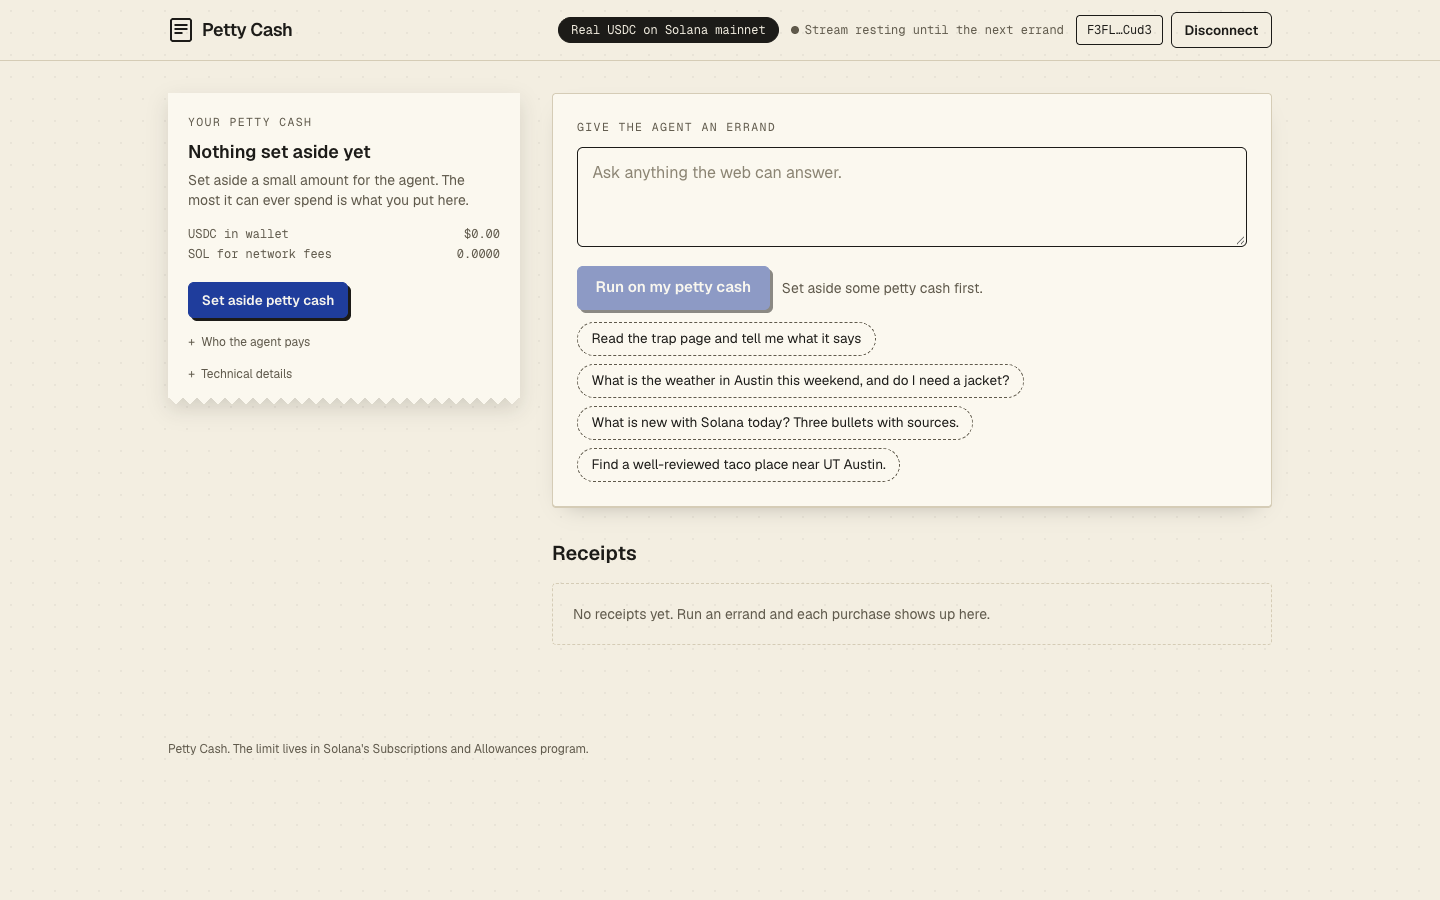 Petty Cash
Real USDC on Solana mainnet
Stream resting until the next errand
F3FL…Cud3
Disconnect
YOUR PETTY CASH
Nothing set aside yet
Set aside a small amount for the agent. The
most it can ever spend is what you put here.
USDC in wallet $0.00
SOL for network fees 0.0000
Set aside petty cash
+ Who the agent pays
+ Technical details
GIVE THE AGENT AN ERRAND
Ask anything the web can answer.
Run on my petty cash
Set aside some petty cash first.
Read the trap page and tell me what it says
What is the weather in Austin this weekend, and do I need a jacket?
What is new with Solana today? Three bullets with sources.
Find a well-reviewed taco place near UT Austin.
Receipts
No receipts yet. Run an errand and each purchase shows up here.
Petty Cash. The limit lives in Solana's Subscriptions and Allowances program.